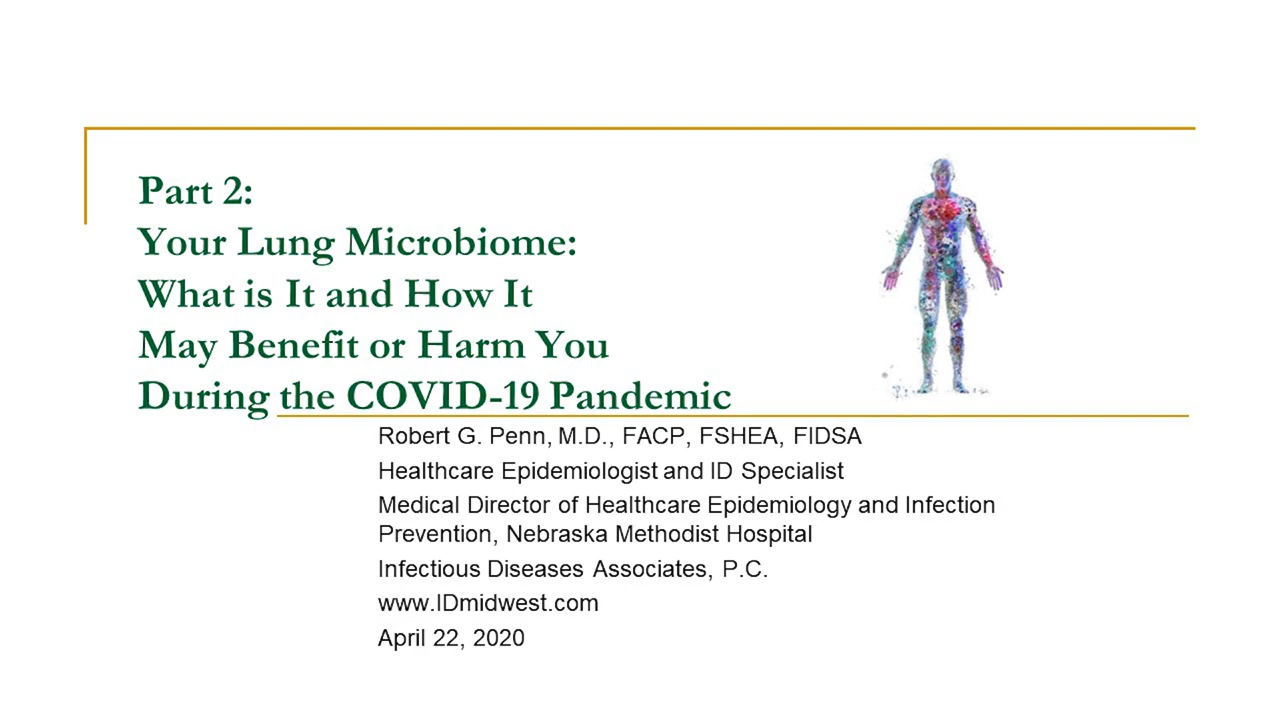 Part 2:
Your Lung Microbiome:
What is It and How It
May Benefit or Harm You
During the COVID-19 Pandemic
Robert G. Penn, M.D., FACP, FSHEA, FIDSA
Healthcare Epidemiologist and ID Specialist
Medical Director of Healthcare Epidemiology and Infection
Prevention, Nebraska Methodist Hospital
Infectious Diseases Associates, P.C.
www.IDmidwest.com
April 22, 2020